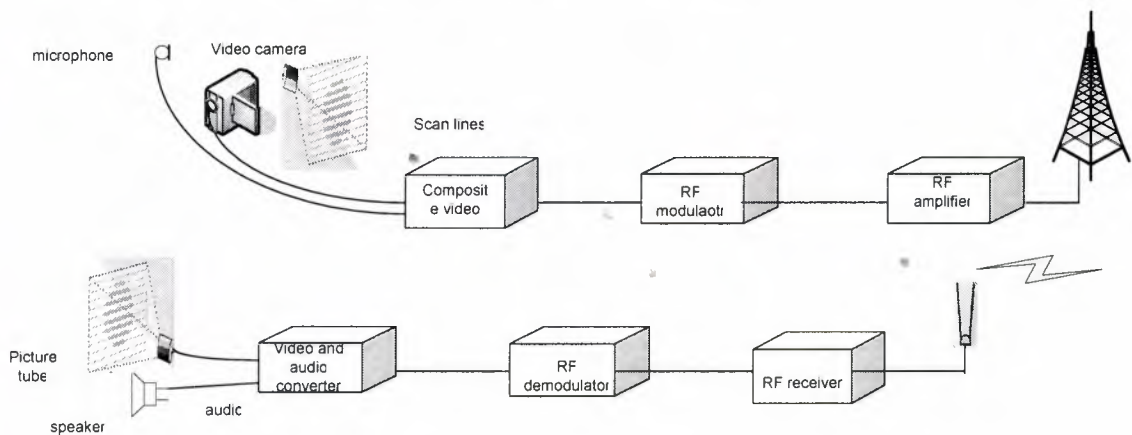 microphone
Video camera
Scan lines
Composit
e video
RF
modulaotr
RF
amplifier
Picture
tube
speaker
audic
Video and
audio
converter
RF
demodulator
RF receiver